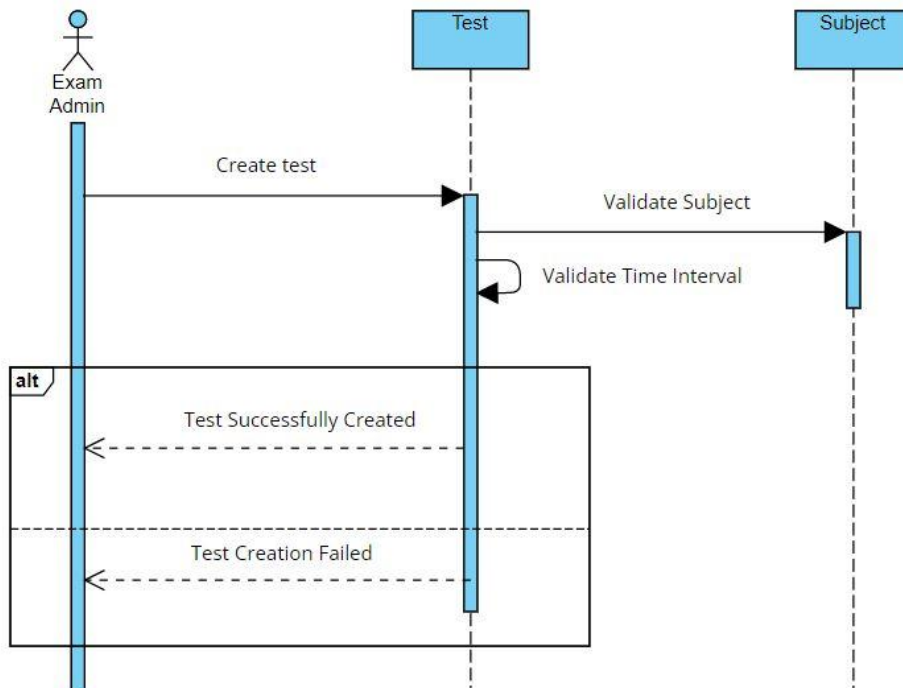 Exam
Admin
Test
Subject
Create test
Validate Subject
Validate Time Interval
alt
Test Successfully Created
Test Creation Failed